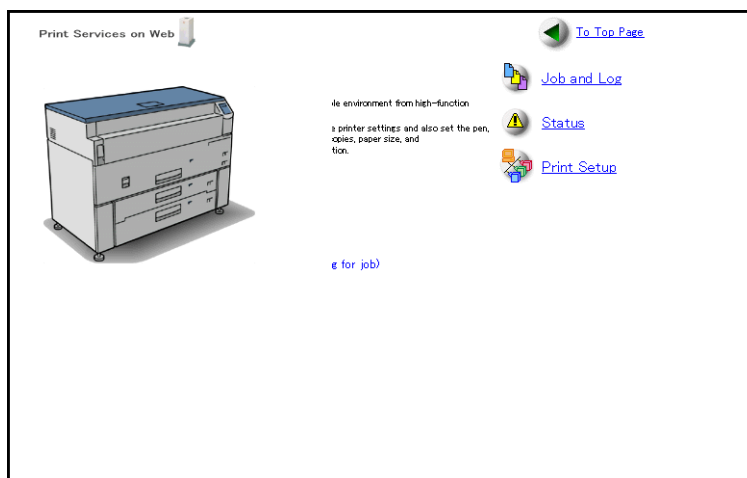 Print Services on Web
To Top Page
Job and Log
Status
Print Setup
le environment from high-function
e printer settings and also set the pen,
copies, paper size, and
tion.
g for job)